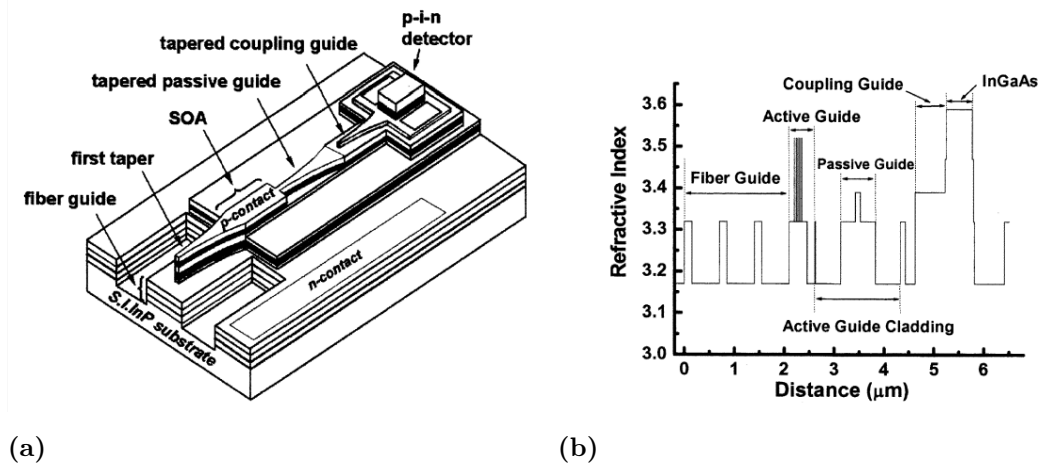 p-i-n
detector
tapered coupling guide
tapered passive guide
SOA
first taper
fiber guide
p-contact
n-contact
S.I.InP substrate
(a)
Refractive Index
3.6
3.5
3.4
3.3
3.2
3.1
3.0
Coupling Guide
InGaAs
Active Guide
Passive Guide
Fiber Guide
Active Guide Cladding
0 1 2 3 4 5 6
Distance (μm)
(b)